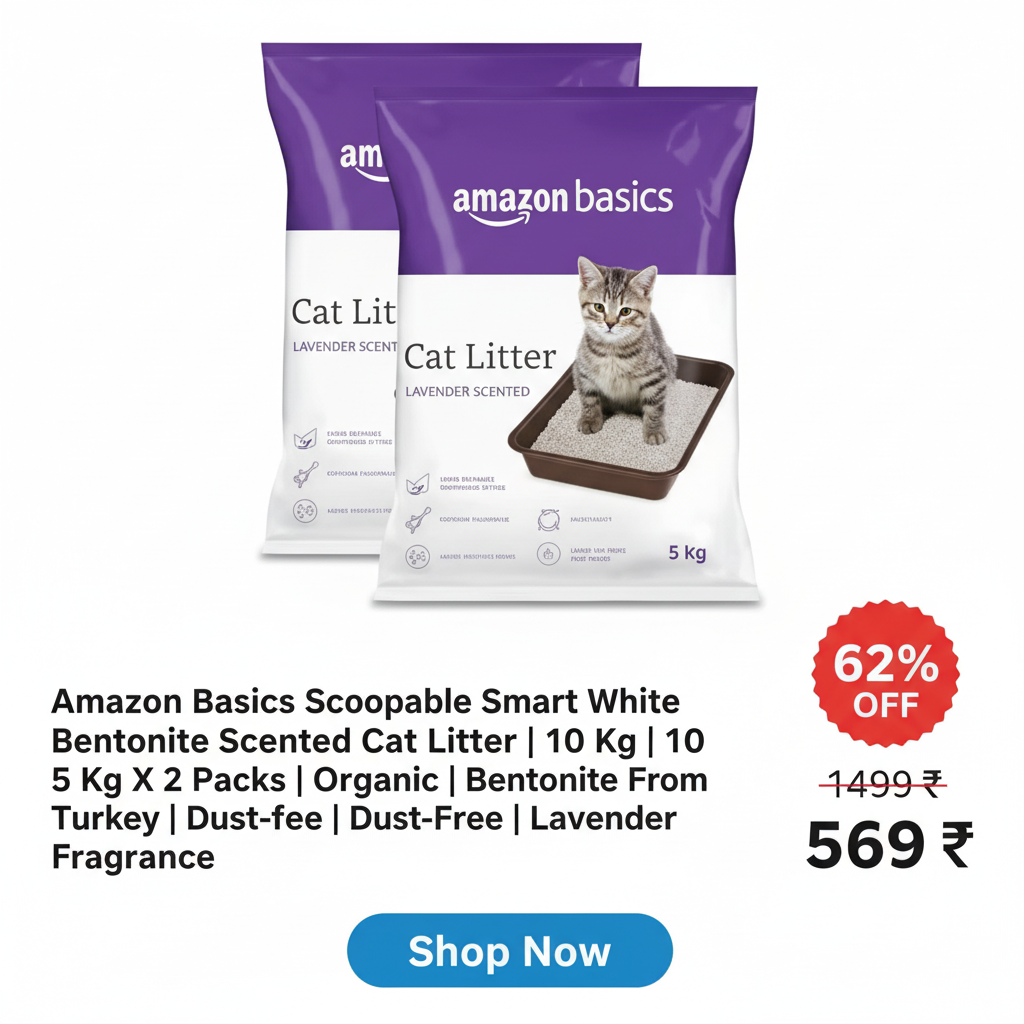 am
amazon basics
Cat Lit
LAVENDER SCENT
Cat Litter
LAVENDER SCENTED
5 kg
62%
OFF
Amazon Basics Scoopable Smart White
Bentonite Scented Cat Litter | 10 Kg | 10
5 Kg X 2 Packs | Organic | Bentonite From
Turkey | Dust-fee | Dust-Free | Lavender
Fragrance
1499 ₹
569 ₹
Shop Now